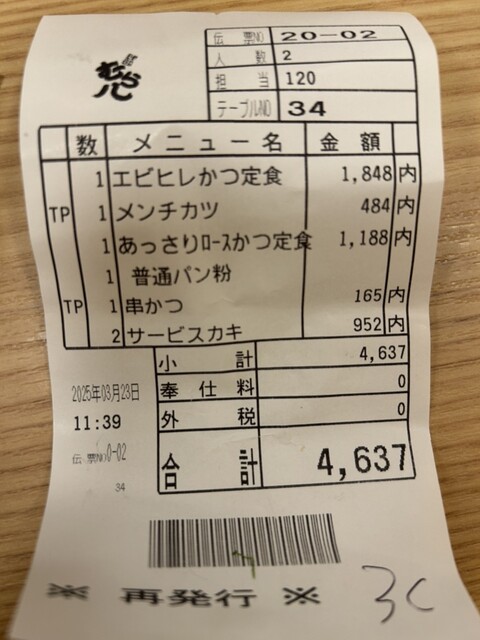 伝票NO 20-02
人数 2
担当 120
テーブルNO 34
数 メニュー名 金額
1 エビヒレかつ定食 1,848 内
TP 1 メンチカツ 484 内
1 あっさりﾛｰｽかつ定食 1,188 内
1 普通パン粉
TP 1 串かつ 165 内
2 サービスカキ 952 内
小計 4,637
奉仕料 0
外税 0
合計 4,637
2025年03月23日
11:39
伝票NO 0-02
34
※ 再発行 ※